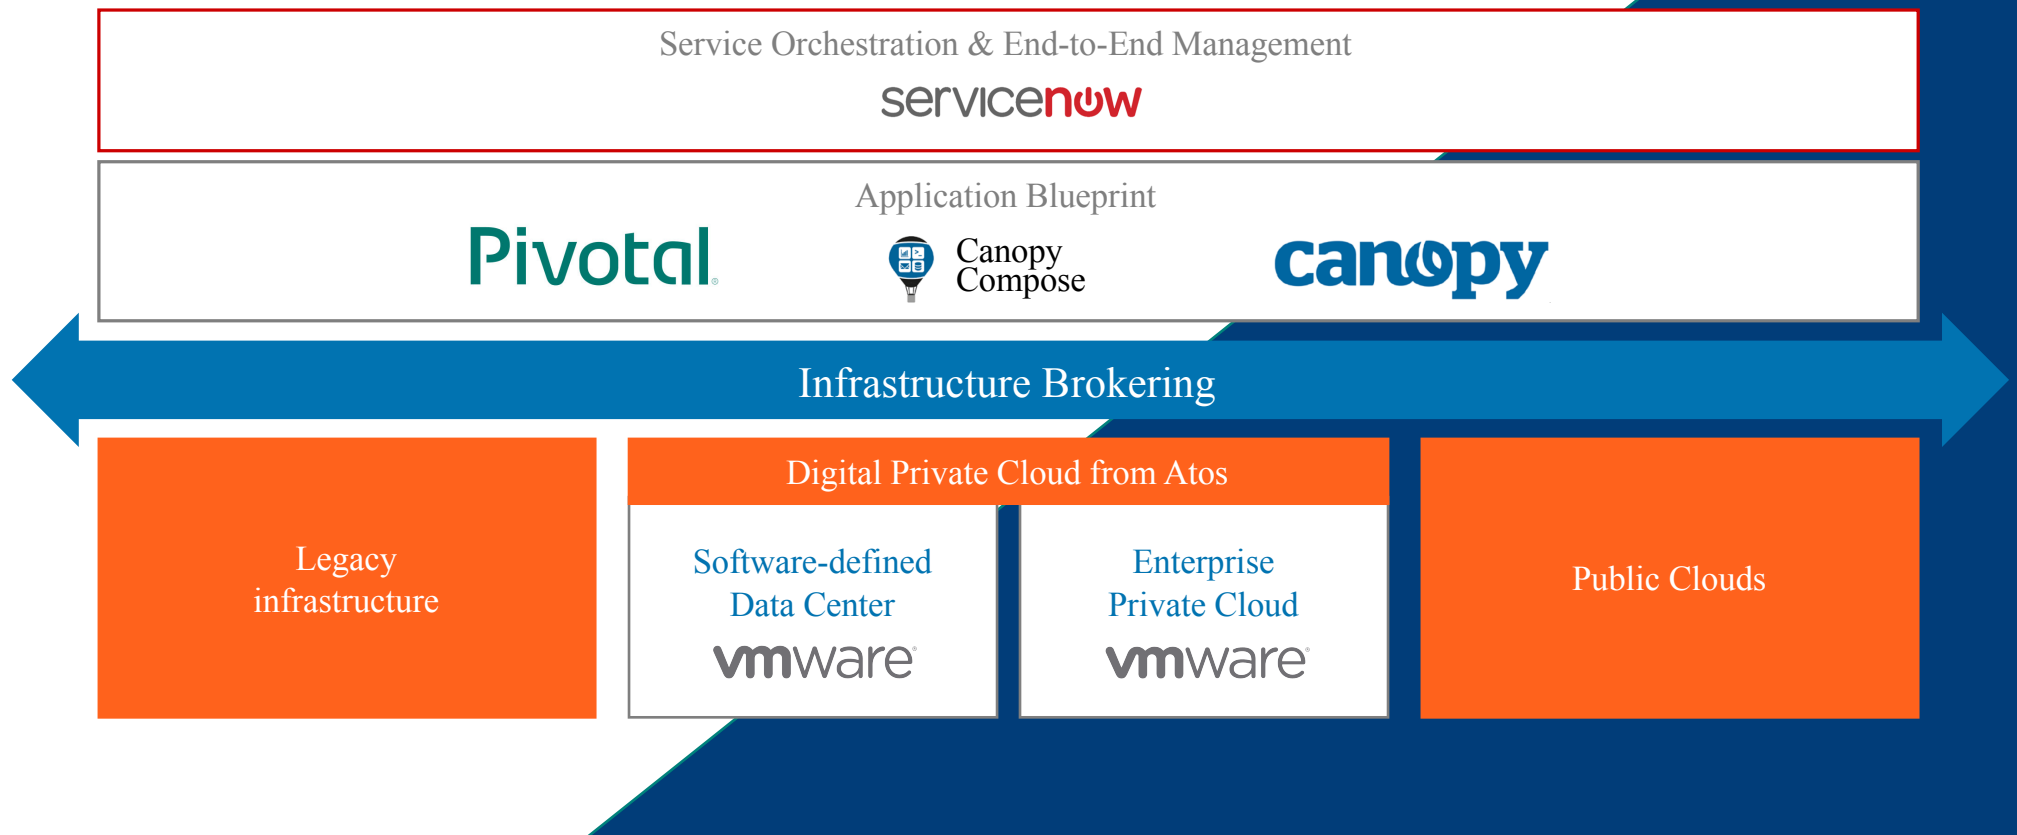 Service Orchestration & End-to-End Management
servicenow
Application Blueprint
Pivotal®
Canopy
Compose
canopy
Infrastructure Brokering
Legacy
infrastructure
Digital Private Cloud from Atos
Software-defined
Data Center
vmware®
Enterprise
Private Cloud
vmware®
Public Clouds